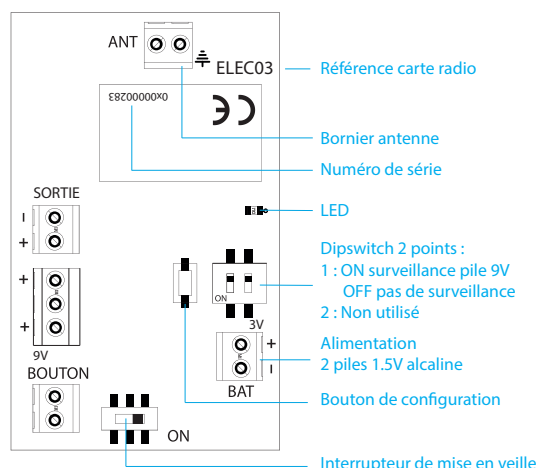 ANT
ELEC03
Référence carte radio
0x00000283
CE
Bornier antenne
Numéro de série
SORTIE
LED
-
+
Dipswitch 2 points :
1 : ON surveillance pile 9V
OFF pas de surveillance
2 : Non utilisé
+
+
ON
9V
3V
+
-
Alimentation
2 piles 1.5V alcaline
BOUTON
BAT
Bouton de configuration
ON
Interrupteur de mise en veille